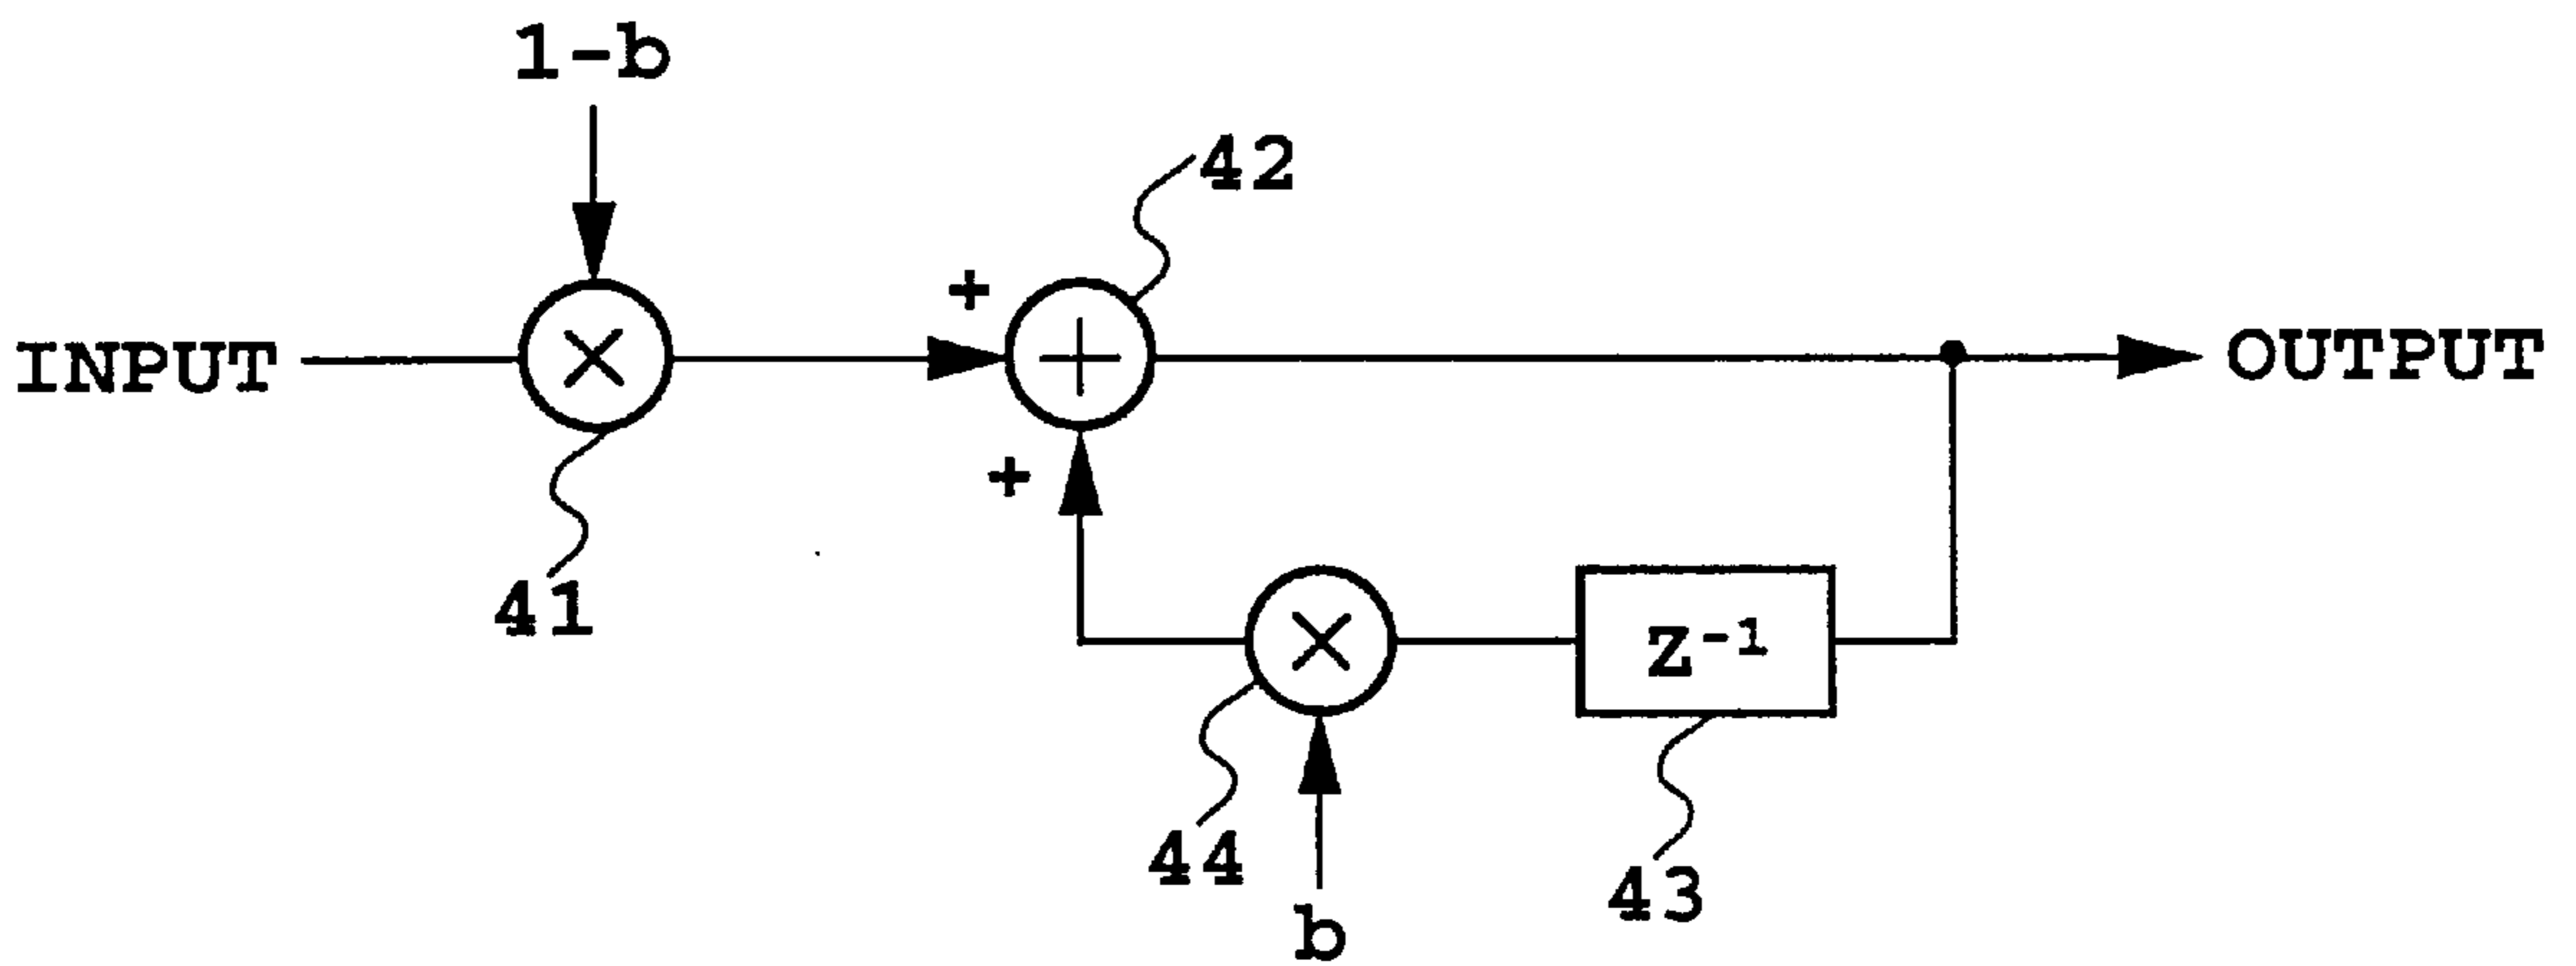 1-b
42
+
INPUT
×
+
OUTPUT
+
41
×
Z⁻¹
44
43
b